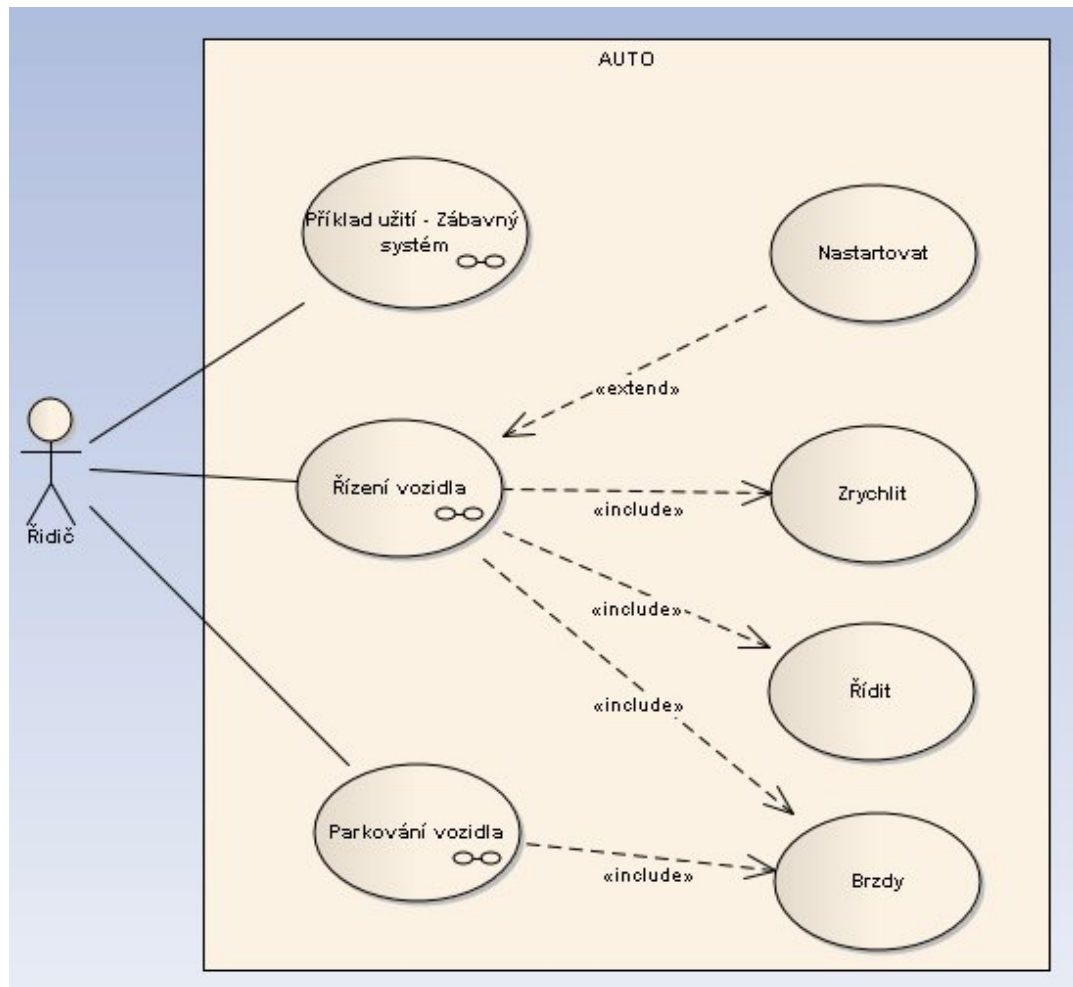 AUTO
Příklad užití - Zábavný
systém
Nastartovat
«extend»
Řízení vozidla
Zrychlit
«include»
Řidič
«include»
Řídit
«include»
Parkování vozidla
«include»
Brzdy